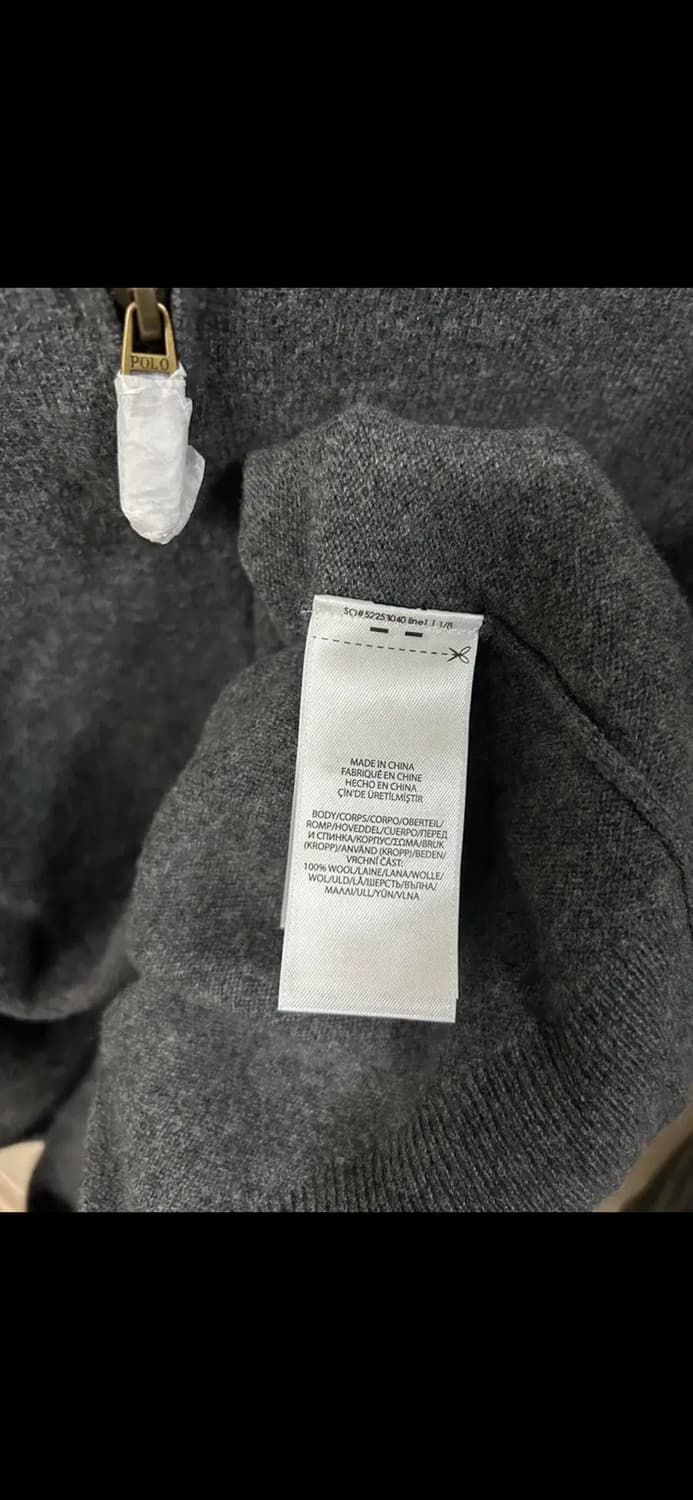 POLO
SO#52253040 line1.1 1/8
MADE IN CHINA
FABRIQUÉ EN CHINE
HECHO EN CHINA
ÇİN'DE ÜRETİLMİŞTİR
BODY/CORPS/CORPO/OBERTEIL/
ROMP/HOVEDDEL/CUERPO/ПЕРЕД
И СПИНКА/КОРПУС/ΣΩΜΑ/BRUK
(KROPP)/ANVÄND (KROPP)/BEDEN/
VRCHNÍ ČÁST:
100% WOOL/LAINE/LANA/WOLLE/
WOL/ULD/LÃ/ШЕРСТЬ/ВЪЛНА/
ΜΑΛΛΙ/ULL/YÜN/VLNA